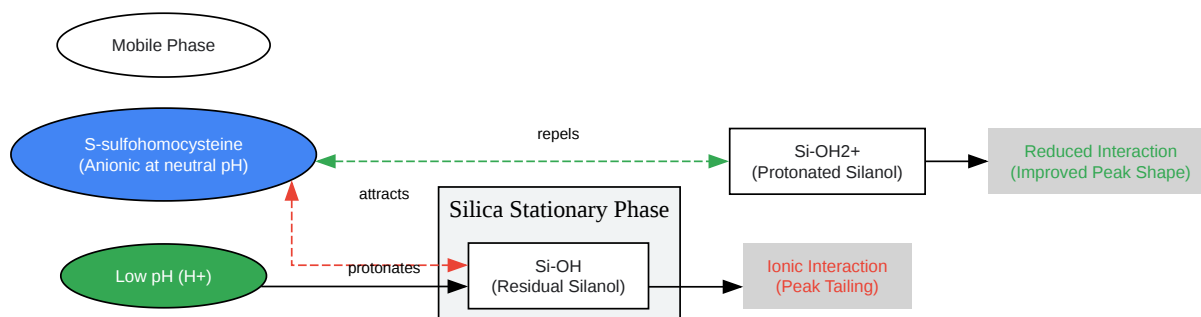 Mobile Phase
S-sulfohomocysteine
(Anionic at neutral pH)
repels
Si-OH2+
(Protonated Silanol)
Reduced Interaction
(Improved Peak Shape)
attracts
Silica Stationary Phase
Low pH (H+)
protonates
Si-OH
(Residual Silanol)
Ionic Interaction
(Peak Tailing)